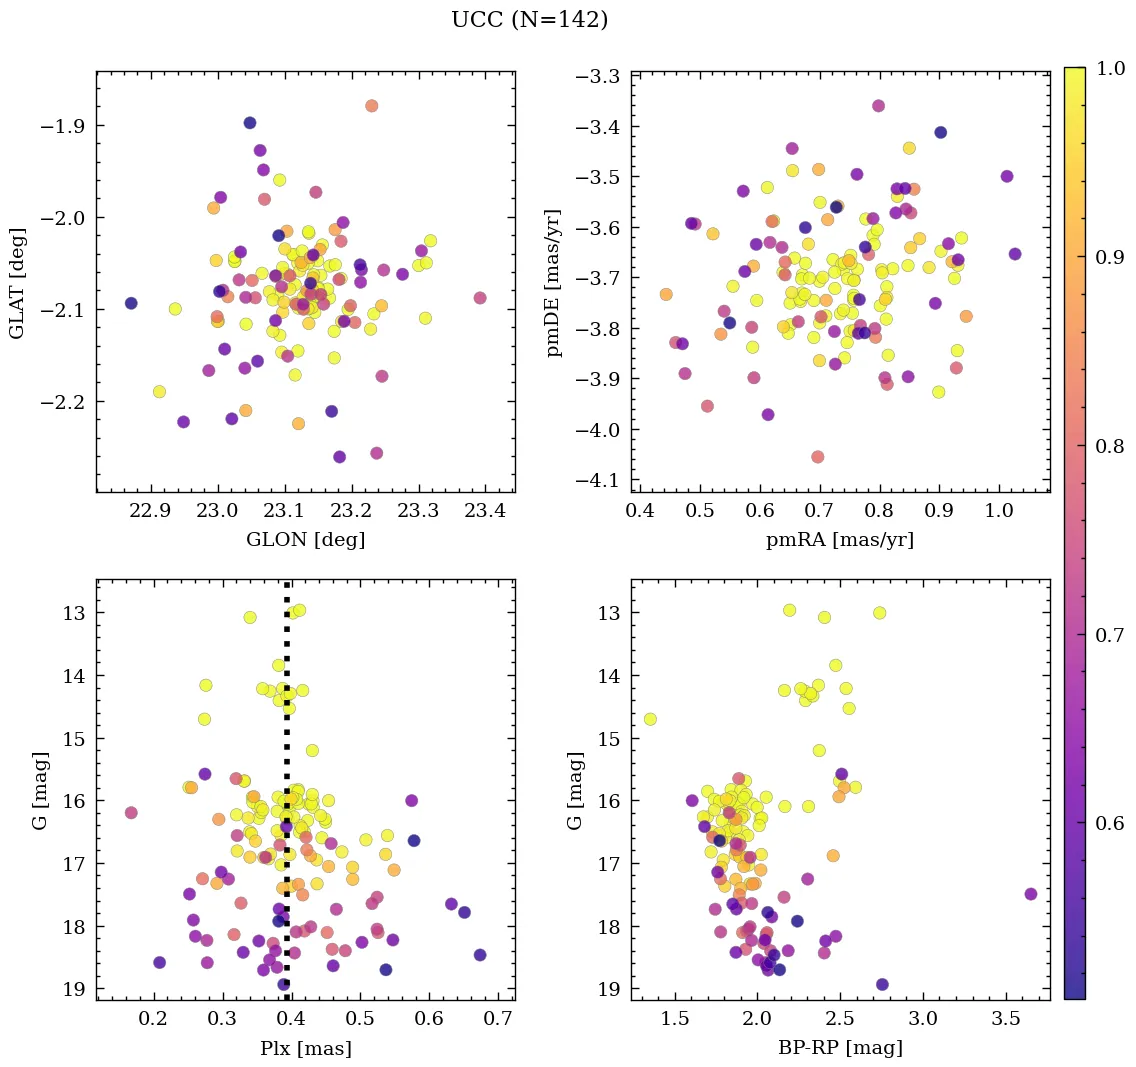 UCC (N=142)
−1.9
−2.0
−2.1
−2.2
GLAT [deg]
22.9 23.0 23.1 23.2 23.3 23.4
GLON [deg]
−3.3
−3.4
−3.5
−3.6
−3.7
−3.8
−3.9
−4.0
−4.1
pmDE [mas/yr]
0.4 0.5 0.6 0.7 0.8 0.9 1.0
pmRA [mas/yr]
13
14
15
16
17
18
19
G [mag]
0.2 0.3 0.4 0.5 0.6 0.7
Plx [mas]
13
14
15
16
17
18
19
G [mag]
1.5 2.0 2.5 3.0 3.5
BP-RP [mag]
1.0
0.9
0.8
0.7
0.6